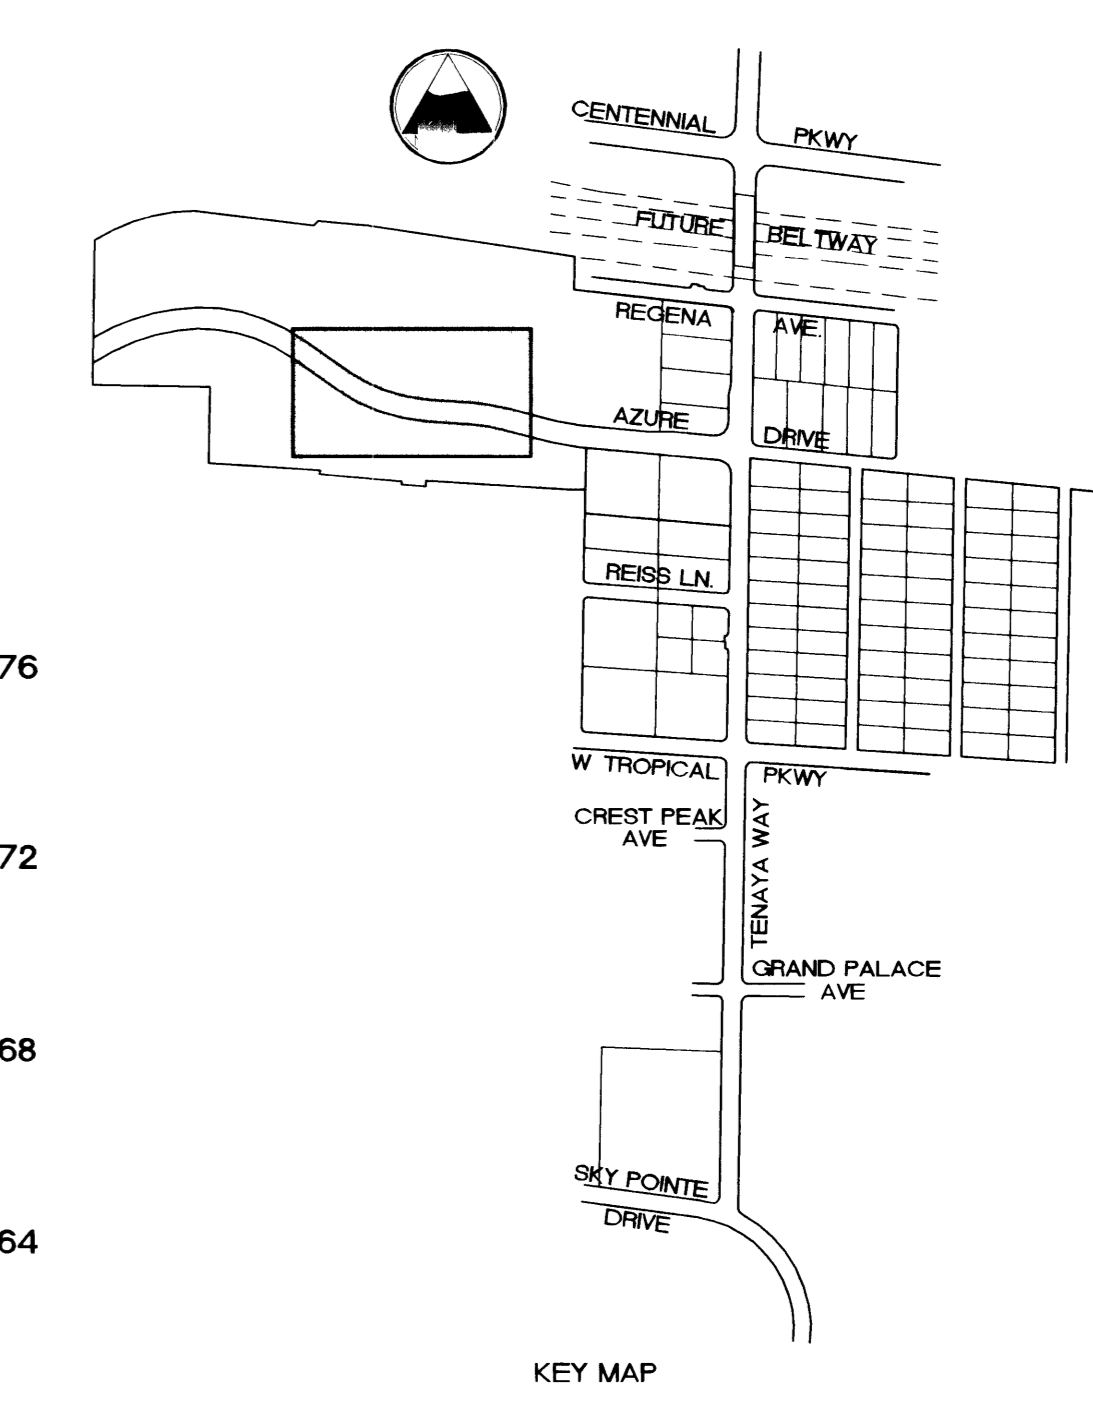 CENTENNIAL PKWY
FUTURE BELTWAY
REGENA AVE.
AZURE DRIVE
REISS LN.
76
W TROPICAL PKWY
CREST PEAK
AVE
TENAYA WAY
72
GRAND PALACE
AVE
68
SKY POINTE
DRIVE
64
KEY MAP